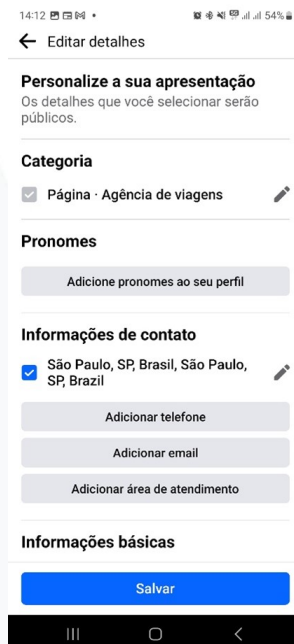 14:12
54%
Editar detalhes
Personalize a sua apresentação
Os detalhes que você selecionar serão
públicos.
Categoria
Página · Agência de viagens
Pronomes
Adicione pronomes ao seu perfil
Informações de contato
São Paulo, SP, Brasil, São Paulo,
SP, Brazil
Adicionar telefone
Adicionar email
Adicionar área de atendimento
Informações básicas
Salvar